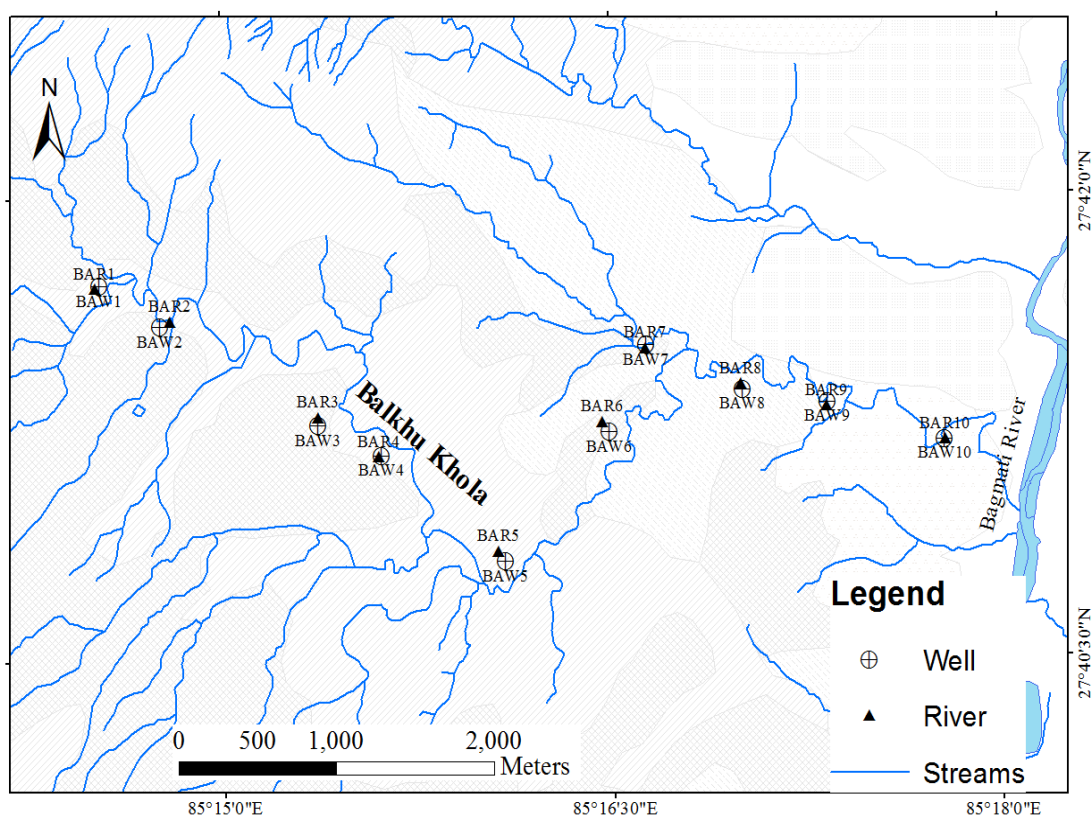 N
27°42'0"N
BAR1
BAW1
BAR2
BAW2
BAR7
BAW7
BAR8
BAW8
BAR9
BAW9
BAR3
BAW3
BAR6
BAW6
BAR10
BAW10
BAR4
BAW4
Balkhu Khola
Bagmati River
BAR5
BAW5
Legend
Well
River
Streams
27°40'30"N
0 500 1,000 2,000
Meters
85°15'0"E 85°16'30"E 85°18'0"E